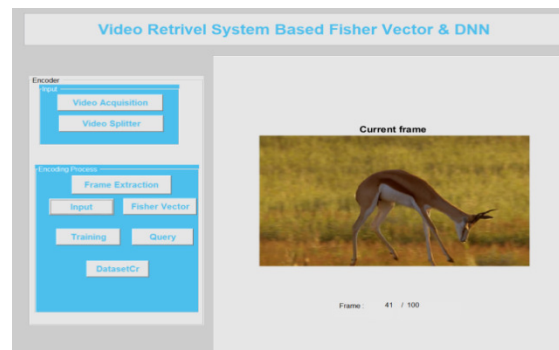 Video Retrivel System Based Fisher Vector & DNN
Encoder
Input
Video Acquisition
Video Splitter
Encoding Process
Frame Extraction
Input
Fisher Vector
Training
Query
DatasetCr
Current frame
Frame : 41 / 100